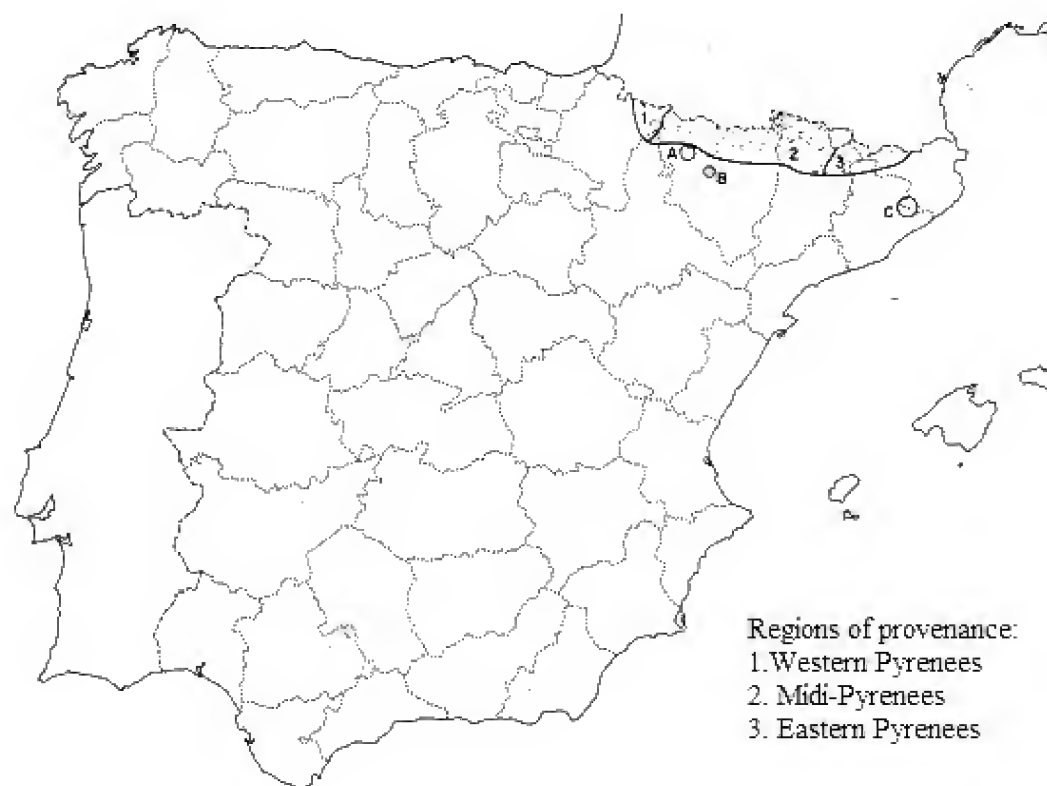 1.
A
B
2
3
C
Regions of provenance:
1.Western Pyrenees
2. Midi-Pyrenees
3. Eastern Pyrenees